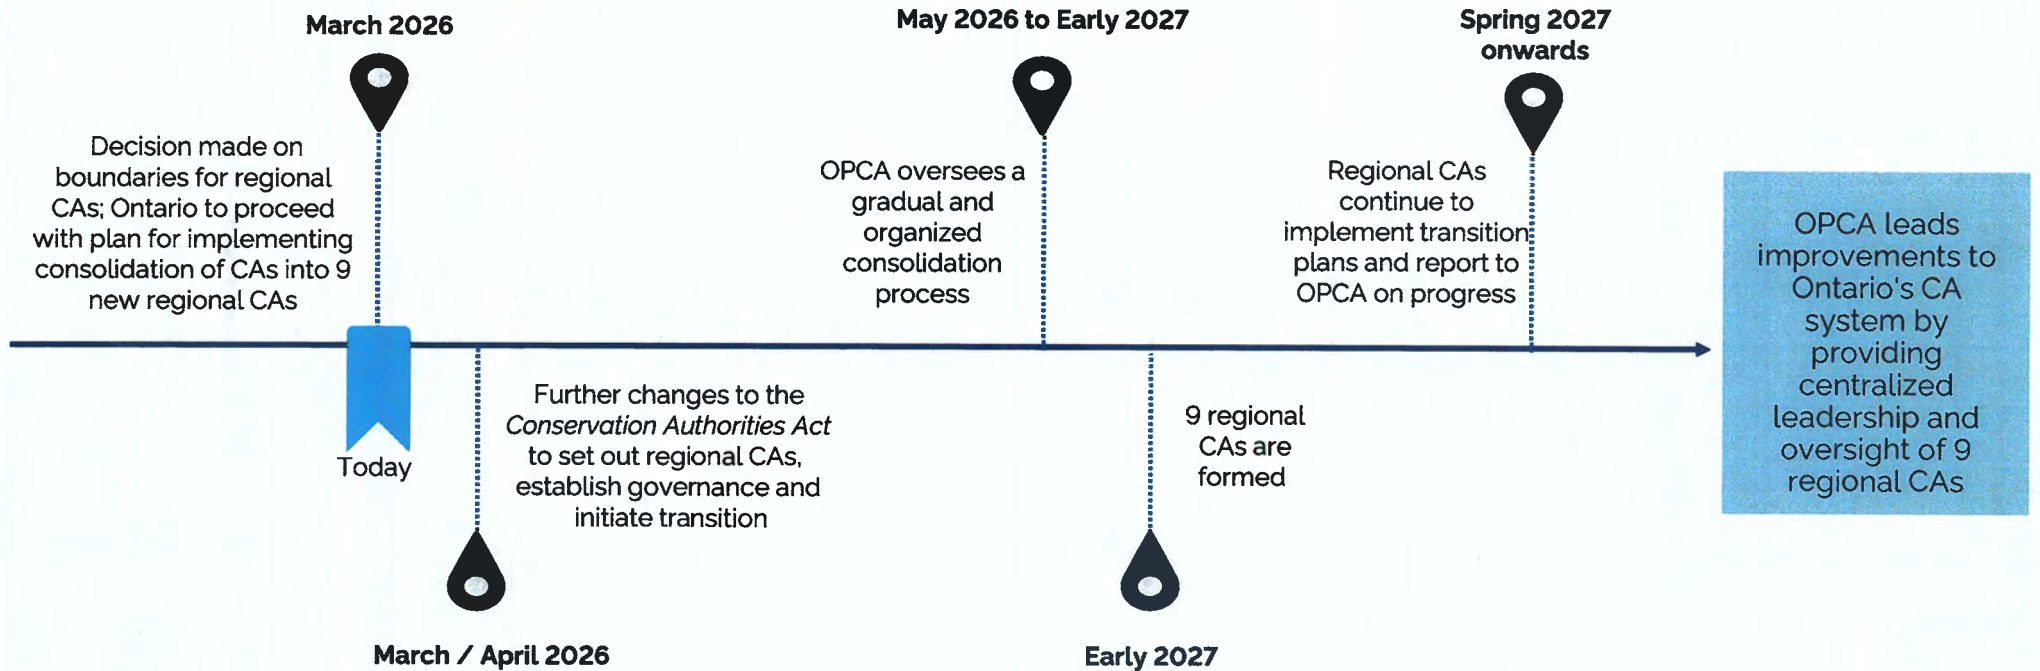 March 2026
Decision made on
boundaries for regional
CAs; Ontario to proceed
with plan for implementing
consolidation of CAs into 9
new regional CAs
Today
Further changes to the
Conservation Authorities Act
to set out regional CAs,
establish governance and
initiate transition
March / April 2026
May 2026 to Early 2027
OPCA oversees a
gradual and
organized
consolidation
process
9 regional
CAs are
formed
Early 2027
Spring 2027
onwards
Regional CAs
continue to
implement transition
plans and report to
OPCA on progress
OPCA leads
improvements to
Ontario's CA
system by
providing
centralized
leadership and
oversight of 9
regional CAs